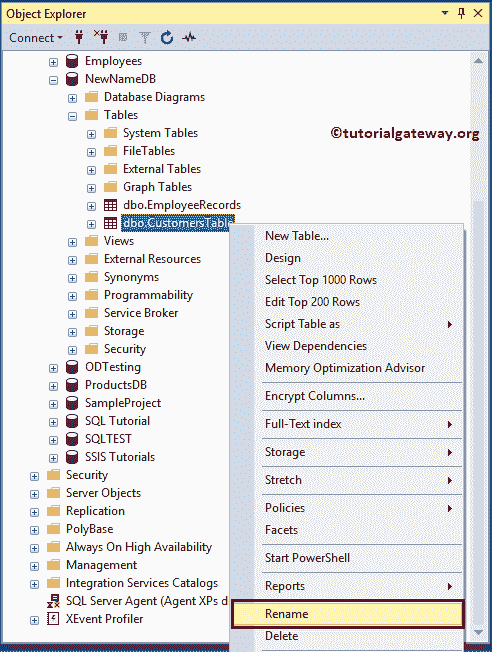 Object Explorer
Connect
Employees
NewNameDB
Database Diagrams
Tables
System Tables
©tutorialgateway.org
FileTables
External Tables
Graph Tables
dbo.EmployeeRecords
dbo.CustomersTable
Views
External Resources
Synonyms
Programmability
Service Broker
Storage
Security
ODTesting
ProductsDB
SampleProject
SQL Tutorial
SQLTEST
SSIS Tutorials
Security
Server Objects
Replication
PolyBase
Always On High Availability
Management
Integration Services Catalogs
SQL Server Agent (Agent XPs d
XEvent Profiler
New Table...
Design
Select Top 1000 Rows
Edit Top 200 Rows
Script Table as
View Dependencies
Memory Optimization Advisor
Encrypt Columns...
Full-Text index
Storage
Stretch
Policies
Facets
Start PowerShell
Reports
Rename
Delete